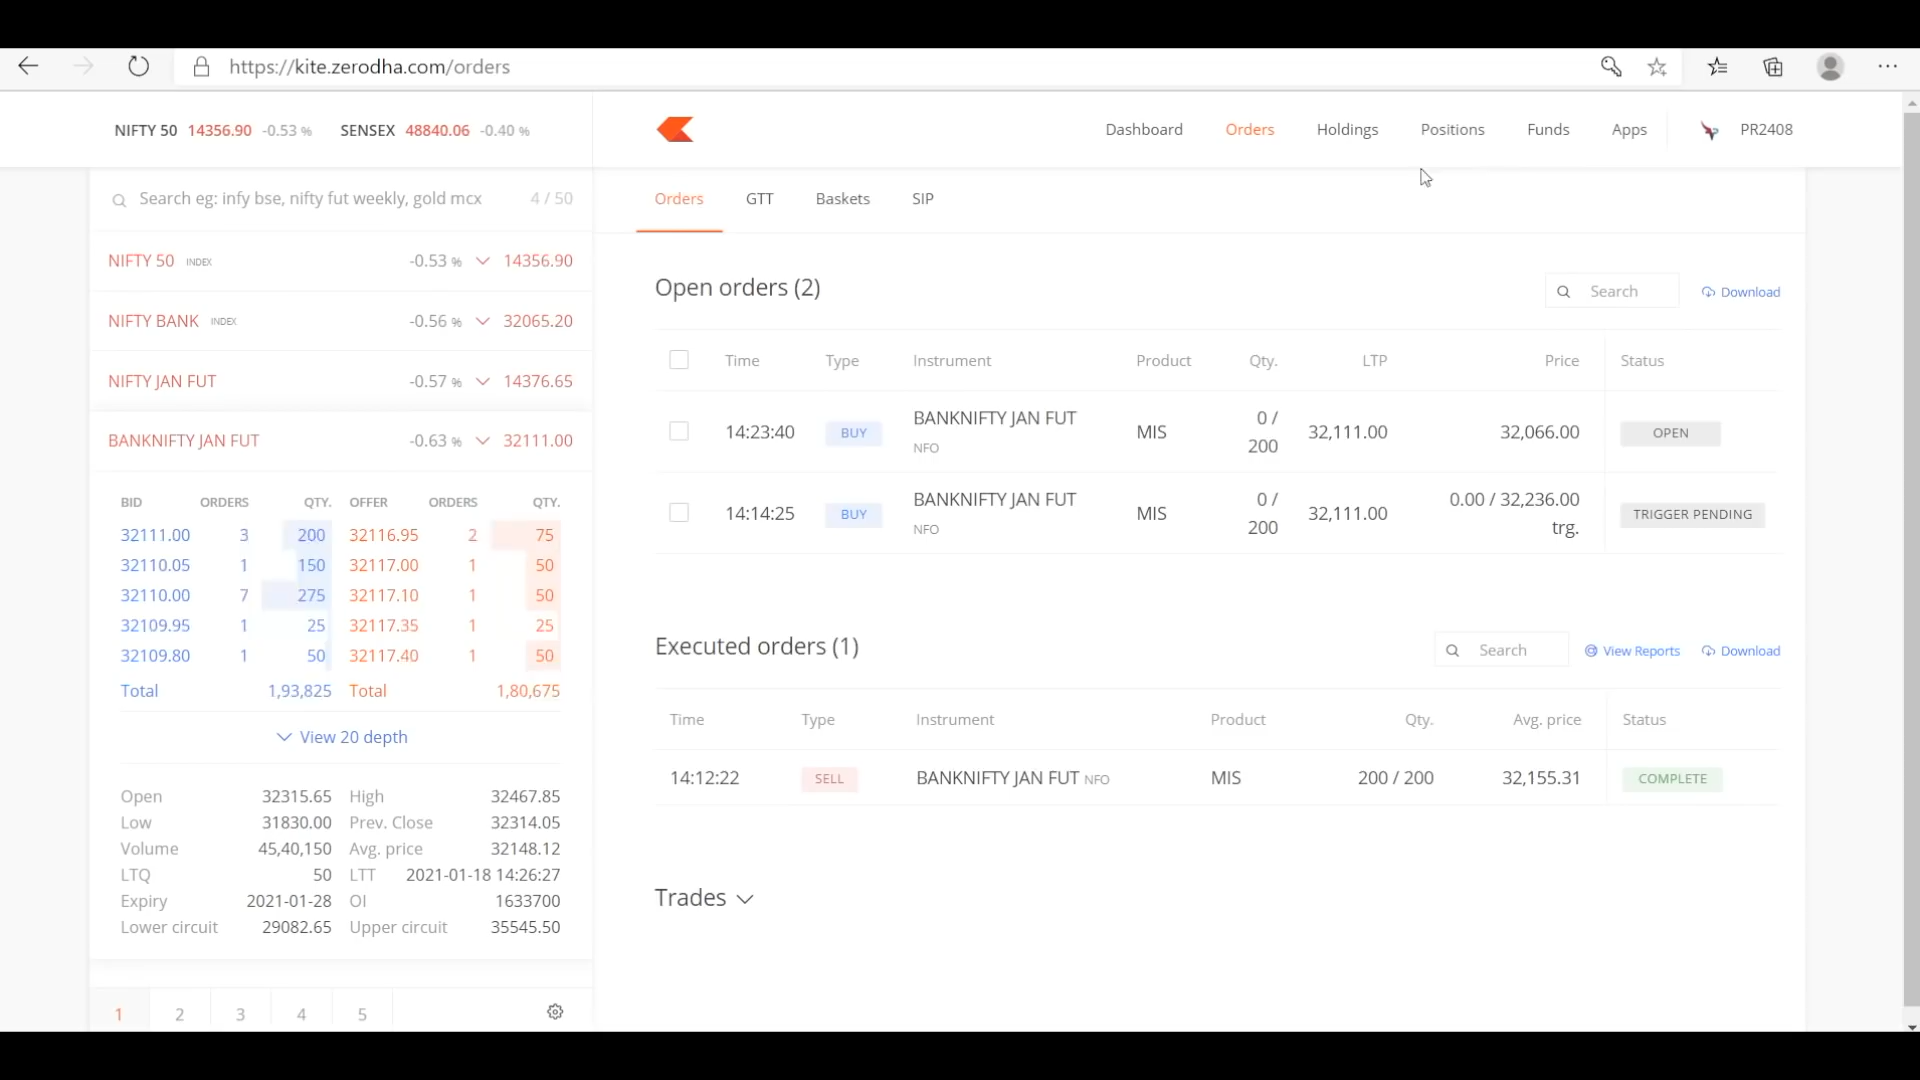 https://kite.zerodha.com/orders
NIFTY 50 14356.90 -0.53 % SENSEX 48840.06 -0.40 %
Dashboard Orders Holdings Positions Funds Apps PR2408
Search eg: infy bse, nifty fut weekly, gold mcx 4 / 50
NIFTY 50 INDEX -0.53 % 14356.90
NIFTY BANK INDEX -0.56 % 32065.20
NIFTY JAN FUT -0.57 % 14376.65
BANKNIFTY JAN FUT -0.63 % 32111.00
BID ORDERS QTY. OFFER ORDERS QTY.
32111.00 3 200 32116.95 2 75
32110.05 1 150 32117.00 1 50
32110.00 7 275 32117.10 1 50
32109.95 1 25 32117.35 1 25
32109.80 1 50 32117.40 1 50
Total 1,93,825 Total 1,80,675
View 20 depth
Open 32315.65 High 32467.85
Low 31830.00 Prev. Close 32314.05
Volume 45,40,150 Avg. price 32148.12
LTQ 50 LTT 2021-01-18 14:26:27
Expiry 2021-01-28 OI 1633700
Lower circuit 29082.65 Upper circuit 35545.50
1 2 3 4 5
Orders GTT Baskets SIP
Open orders (2) Search Download
Time Type Instrument Product Qty. LTP Price Status
14:23:40 BUY BANKNIFTY JAN FUT NFO MIS 0 / 200 32,111.00 32,066.00 OPEN
14:14:25 BUY BANKNIFTY JAN FUT NFO MIS 0 / 200 32,111.00 0.00 / 32,236.00 trg. TRIGGER PENDING
Executed orders (1) Search View Reports Download
Time Type Instrument Product Qty. Avg. price Status
14:12:22 SELL BANKNIFTY JAN FUT NFO MIS 200 / 200 32,155.31 COMPLETE
Trades